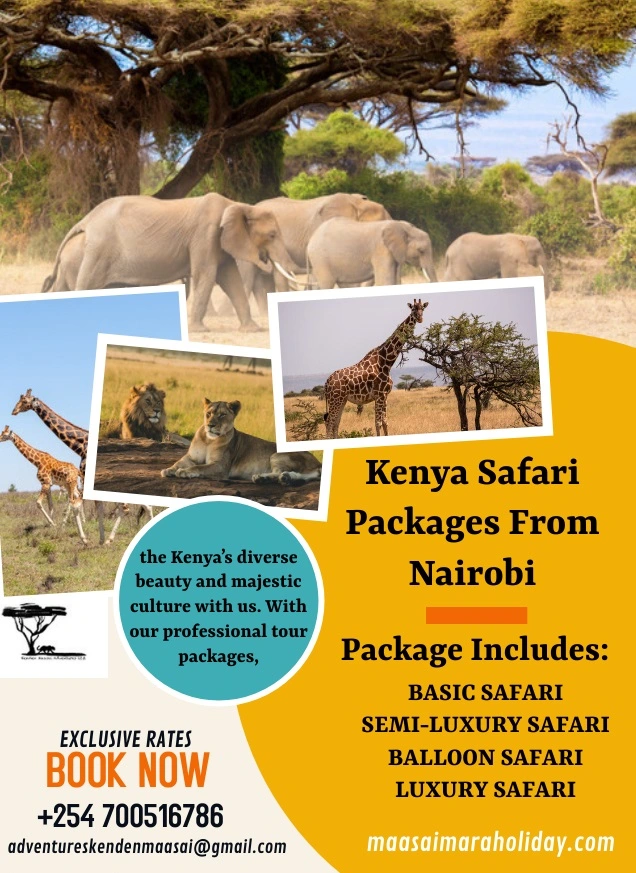 Kenya Safari
Packages From
Nairobi
Package Includes:
BASIC SAFARI
SEMI-LUXURY SAFARI
BALLOON SAFARI
LUXURY SAFARI
the Kenya's diverse
beauty and majestic
culture with us. With
our professional tour
packages,
EXCLUSIVE RATES
BOOK NOW
+254 700516786
adventureskendenmaasai@gmail.com
maasaimaraholiday.com